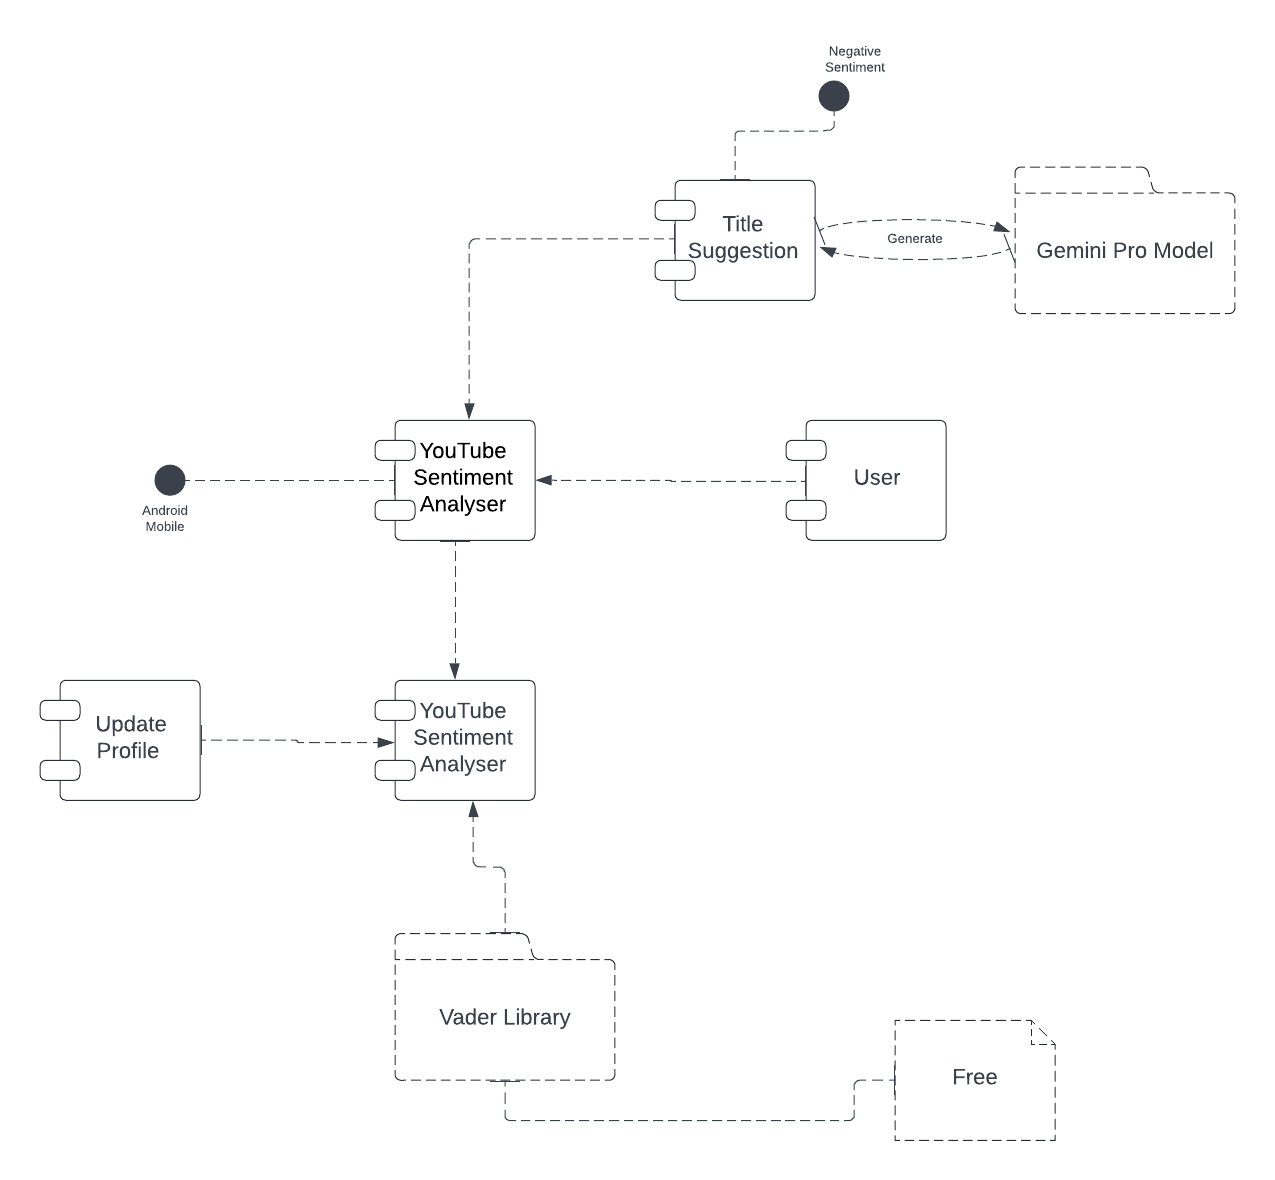 Negative
Sentiment
Title
Suggestion
Generate
Gemini Pro Model
YouTube
Sentiment
Analyser
User
Android
Mobile
Update
Profile
YouTube
Sentiment
Analyser
Vader Library
Free